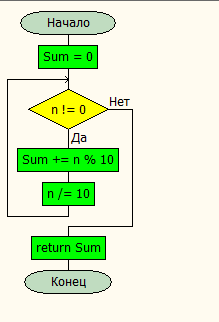 Начало
Sum = 0
n != 0
Нет
Да
Sum += n % 10
n /= 10
return Sum
Конец